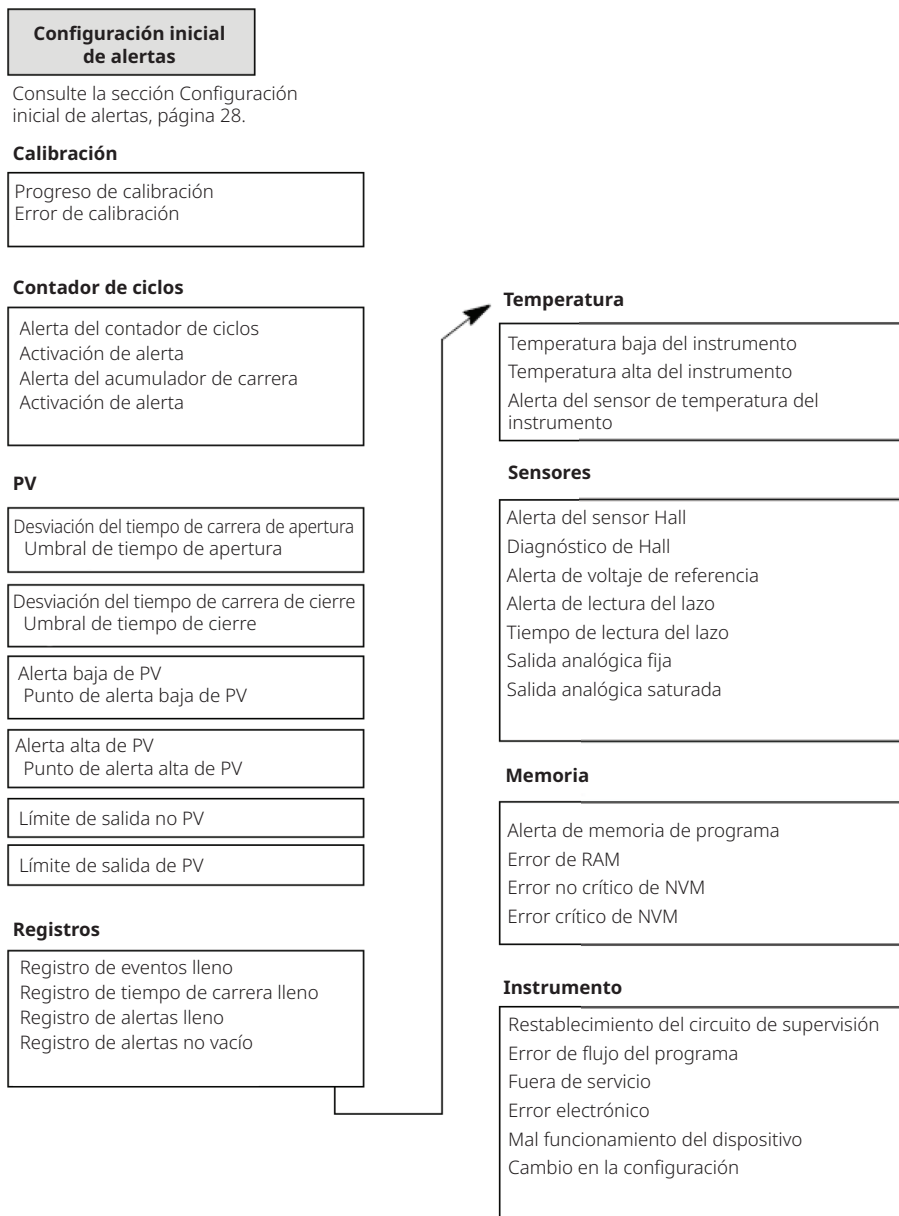 Configuración inicial
de alertas
Consulte la sección Configuración
inicial de alertas, página 28.
Calibración
Progreso de calibración
Error de calibración
Contador de ciclos
Alerta del contador de ciclos
Activación de alerta
Alerta del acumulador de carrera
Activación de alerta
PV
Desviación del tiempo de carrera de apertura
Umbral de tiempo de apertura
Desviación del tiempo de carrera de cierre
Umbral de tiempo de cierre
Alerta baja de PV
Punto de alerta baja de PV
Alerta alta de PV
Punto de alerta alta de PV
Límite de salida no PV
Límite de salida de PV
Registros
Registro de eventos lleno
Registro de tiempo de carrera lleno
Registro de alertas lleno
Registro de alertas no vacío
Temperatura
Temperatura baja del instrumento
Temperatura alta del instrumento
Alerta del sensor de temperatura del
instrumento
Sensores
Alerta del sensor Hall
Diagnóstico de Hall
Alerta de voltaje de referencia
Alerta de lectura del lazo
Tiempo de lectura del lazo
Salida analógica fija
Salida analógica saturada
Memoria
Alerta de memoria de programa
Error de RAM
Error no crítico de NVM
Error crítico de NVM
Instrumento
Restablecimiento del circuito de supervisión
Error de flujo del programa
Fuera de servicio
Error electrónico
Mal funcionamiento del dispositivo
Cambio en la configuración